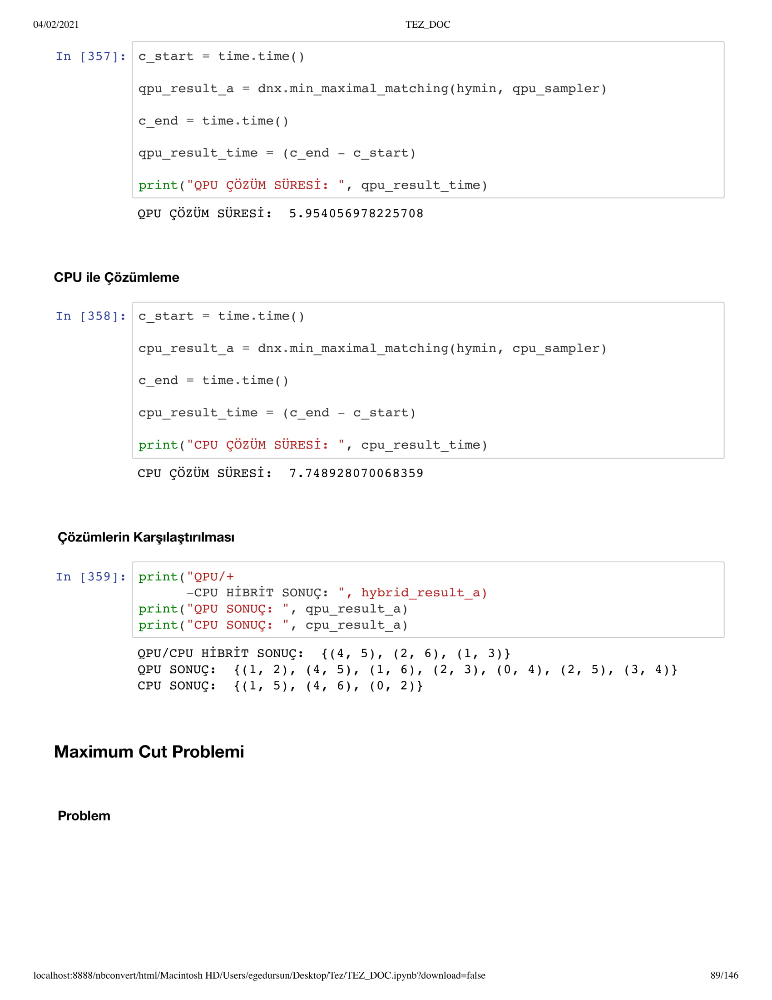 04/02/2021 TEZ_DOC
In [357]: c_start = time.time()
qpu_result_a = dnx.min_maximal_matching(hymin, qpu_sampler)
c_end = time.time()
qpu_result_time = (c_end - c_start)
print("QPU ÇÖZÜM SÜRESİ: ", qpu_result_time)
QPU ÇÖZÜM SÜRESİ:  5.954056978225708
CPU ile Çözümleme
In [358]: c_start = time.time()
cpu_result_a = dnx.min_maximal_matching(hymin, cpu_sampler)
c_end = time.time()
cpu_result_time = (c_end - c_start)
print("CPU ÇÖZÜM SÜRESİ: ", cpu_result_time)
CPU ÇÖZÜM SÜRESİ:  7.748928070068359
Çözümlerin Karşılaştırılması
In [359]: print("QPU/+
-CPU HİBRİT SONUÇ: ", hybrid_result_a)
print("QPU SONUÇ: ", qpu_result_a)
print("CPU SONUÇ: ", cpu_result_a)
QPU/CPU HİBRİT SONUÇ:  {(4, 5), (2, 6), (1, 3)}
QPU SONUÇ:  {(1, 2), (4, 5), (1, 6), (2, 3), (0, 4), (2, 5), (3, 4)}
CPU SONUÇ:  {(1, 5), (4, 6), (0, 2)}
Maximum Cut Problemi
Problem
localhost:8888/nbconvert/html/Macintosh HD/Users/egedursun/Desktop/Tez/TEZ_DOC.ipynb?download=false 89/146